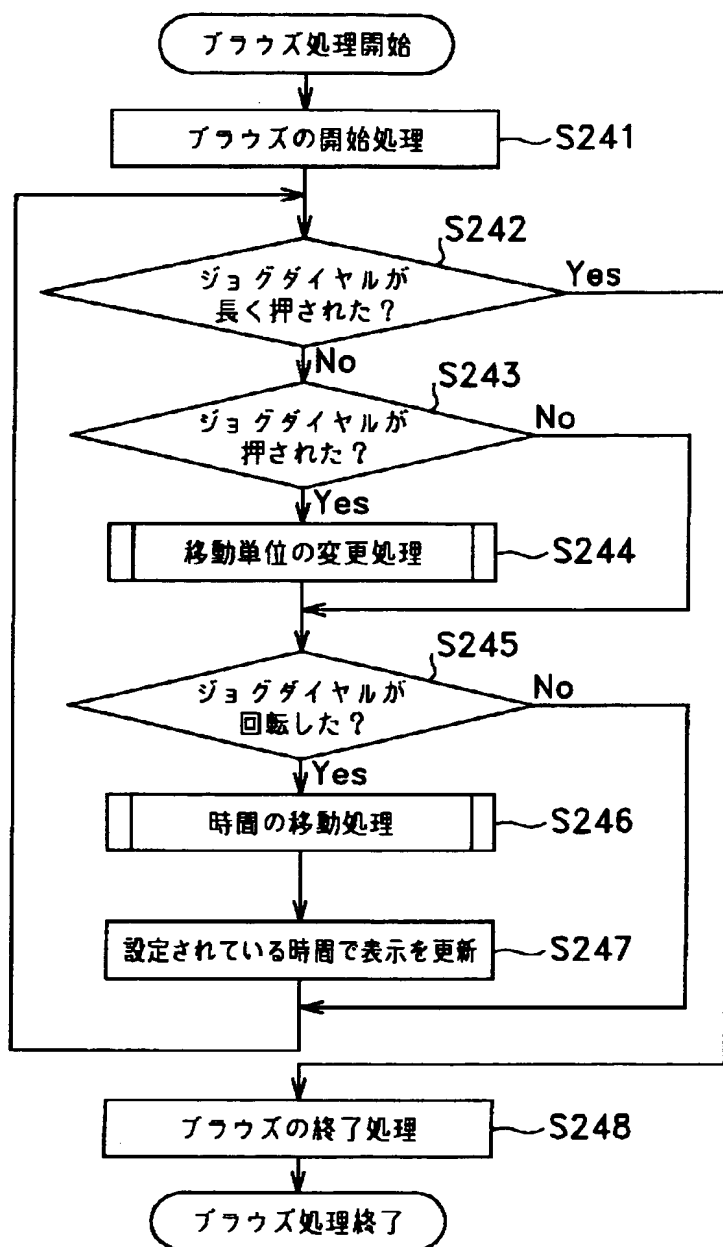 ブラウズ処理開始
ブラウズの開始処理
S241
S242
ジョグダイヤルが
長く押された?
Yes
No
S243
ジョグダイヤルが
押された?
No
Yes
移動単位の変更処理
S244
S245
ジョグダイヤルが
回転した?
No
Yes
時間の移動処理
S246
設定されている時間で表示を更新
S247
ブラウズの終了処理
S248
ブラウズ処理終了